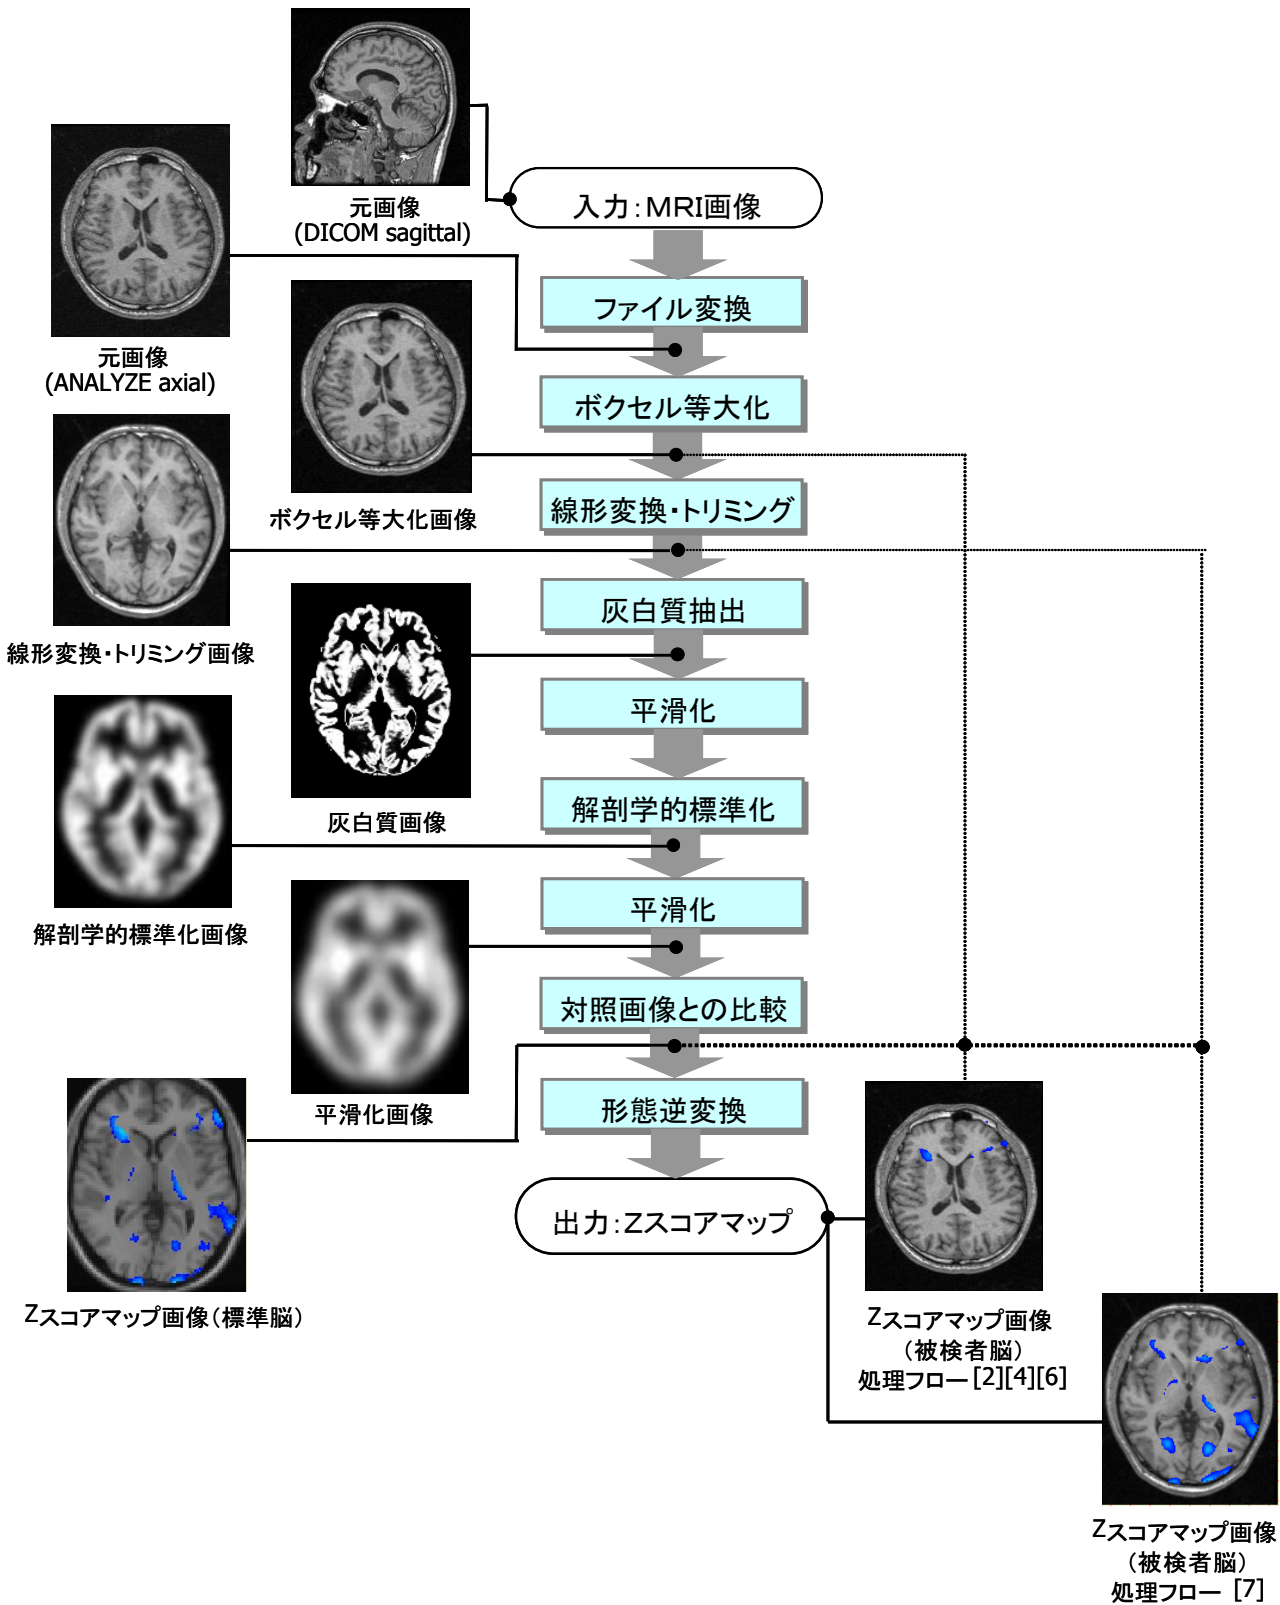 元画像
(DICOM sagittal)
入力：MRI画像
ファイル変換
元画像
(ANALYZE axial)
ボクセル等大化
ボクセル等大化画像
線形変換・トリミング
線形変換・トリミング画像
灰白質抽出
灰白質画像
平滑化
解剖学的標準化
解剖学的標準化画像
平滑化
平滑化画像
対照画像との比較
形態逆変換
出力：Zスコアマップ
Zスコアマップ画像（標準脳）
Zスコアマップ画像
（被検者脳）
処理フロー[2][4][6]
Zスコアマップ画像
（被検者脳）
処理フロー [7]